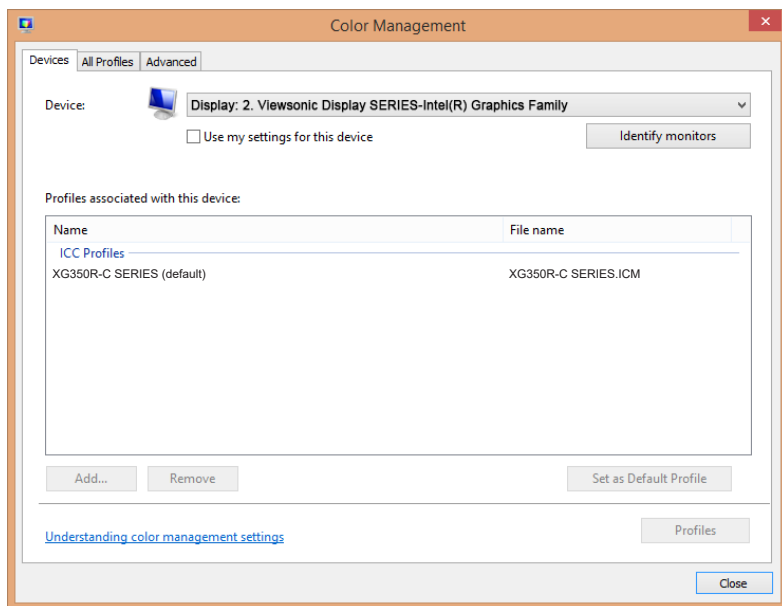 Color Management
Devices All Profiles Advanced
Device: Display: 2. Viewsonic Display SERIES-Intel(R) Graphics Family
Use my settings for this device Identify monitors
Profiles associated with this device:
Name File name
ICC Profiles
XG350R-C SERIES (default) XG350R-C SERIES.ICM
Add... Remove Set as Default Profile
Understanding color management settings Profiles
Close